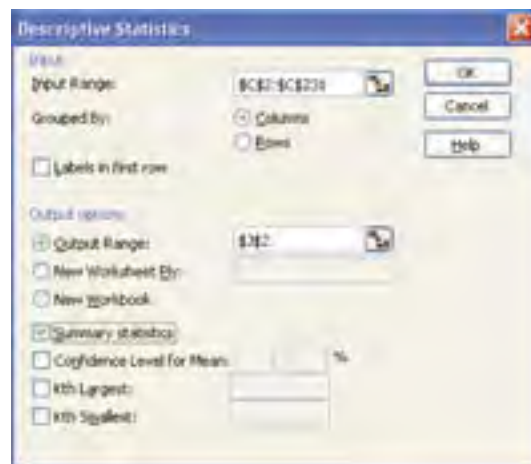 Descriptive Statistics
Input
Input Range:
$C$2:$C$231
OK
Grouped By:
Columns
Cancel
Rows
Help
Labels in first row
Output options
Output Range:
$J$2
New Worksheet Ply:
New Workbook
Summary statistics
Confidence Level for Mean:
%
Kth Largest:
Kth Smallest: